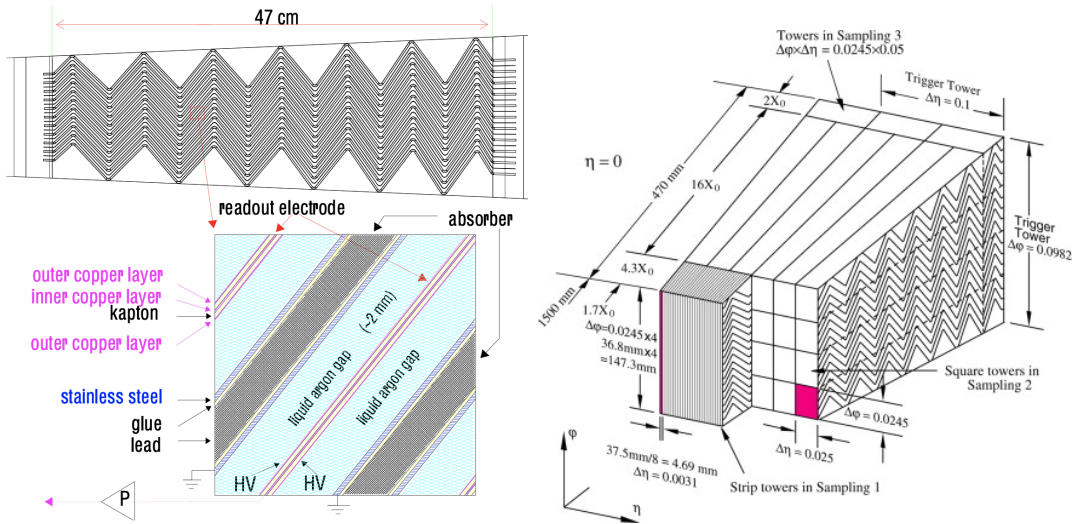 47 cm
readout electrode
absorber
outer copper layer
inner copper layer
kapton
outer copper layer
stainless steel
glue
lead
liquid argon gap
(~2 mm)
liquid argon gap
HV
HV
P
Towers in Sampling 3
Δφ×Δη = 0.0245×0.05
Trigger
Tower
Δη = 0.1
2X0
η = 0
470 mm
16X0
4.3X0
1500 mm
1.7X0
Δφ=0.0245x4
36.8mmx4
≈147.3mm
Trigger
Tower
Δφ = 0.0982
Square towers in
Sampling 2
Δφ = 0.0245
Δη = 0.025
37.5mm/8 = 4.69 mm
Δη = 0.0031
Strip towers in Sampling 1
φ
η